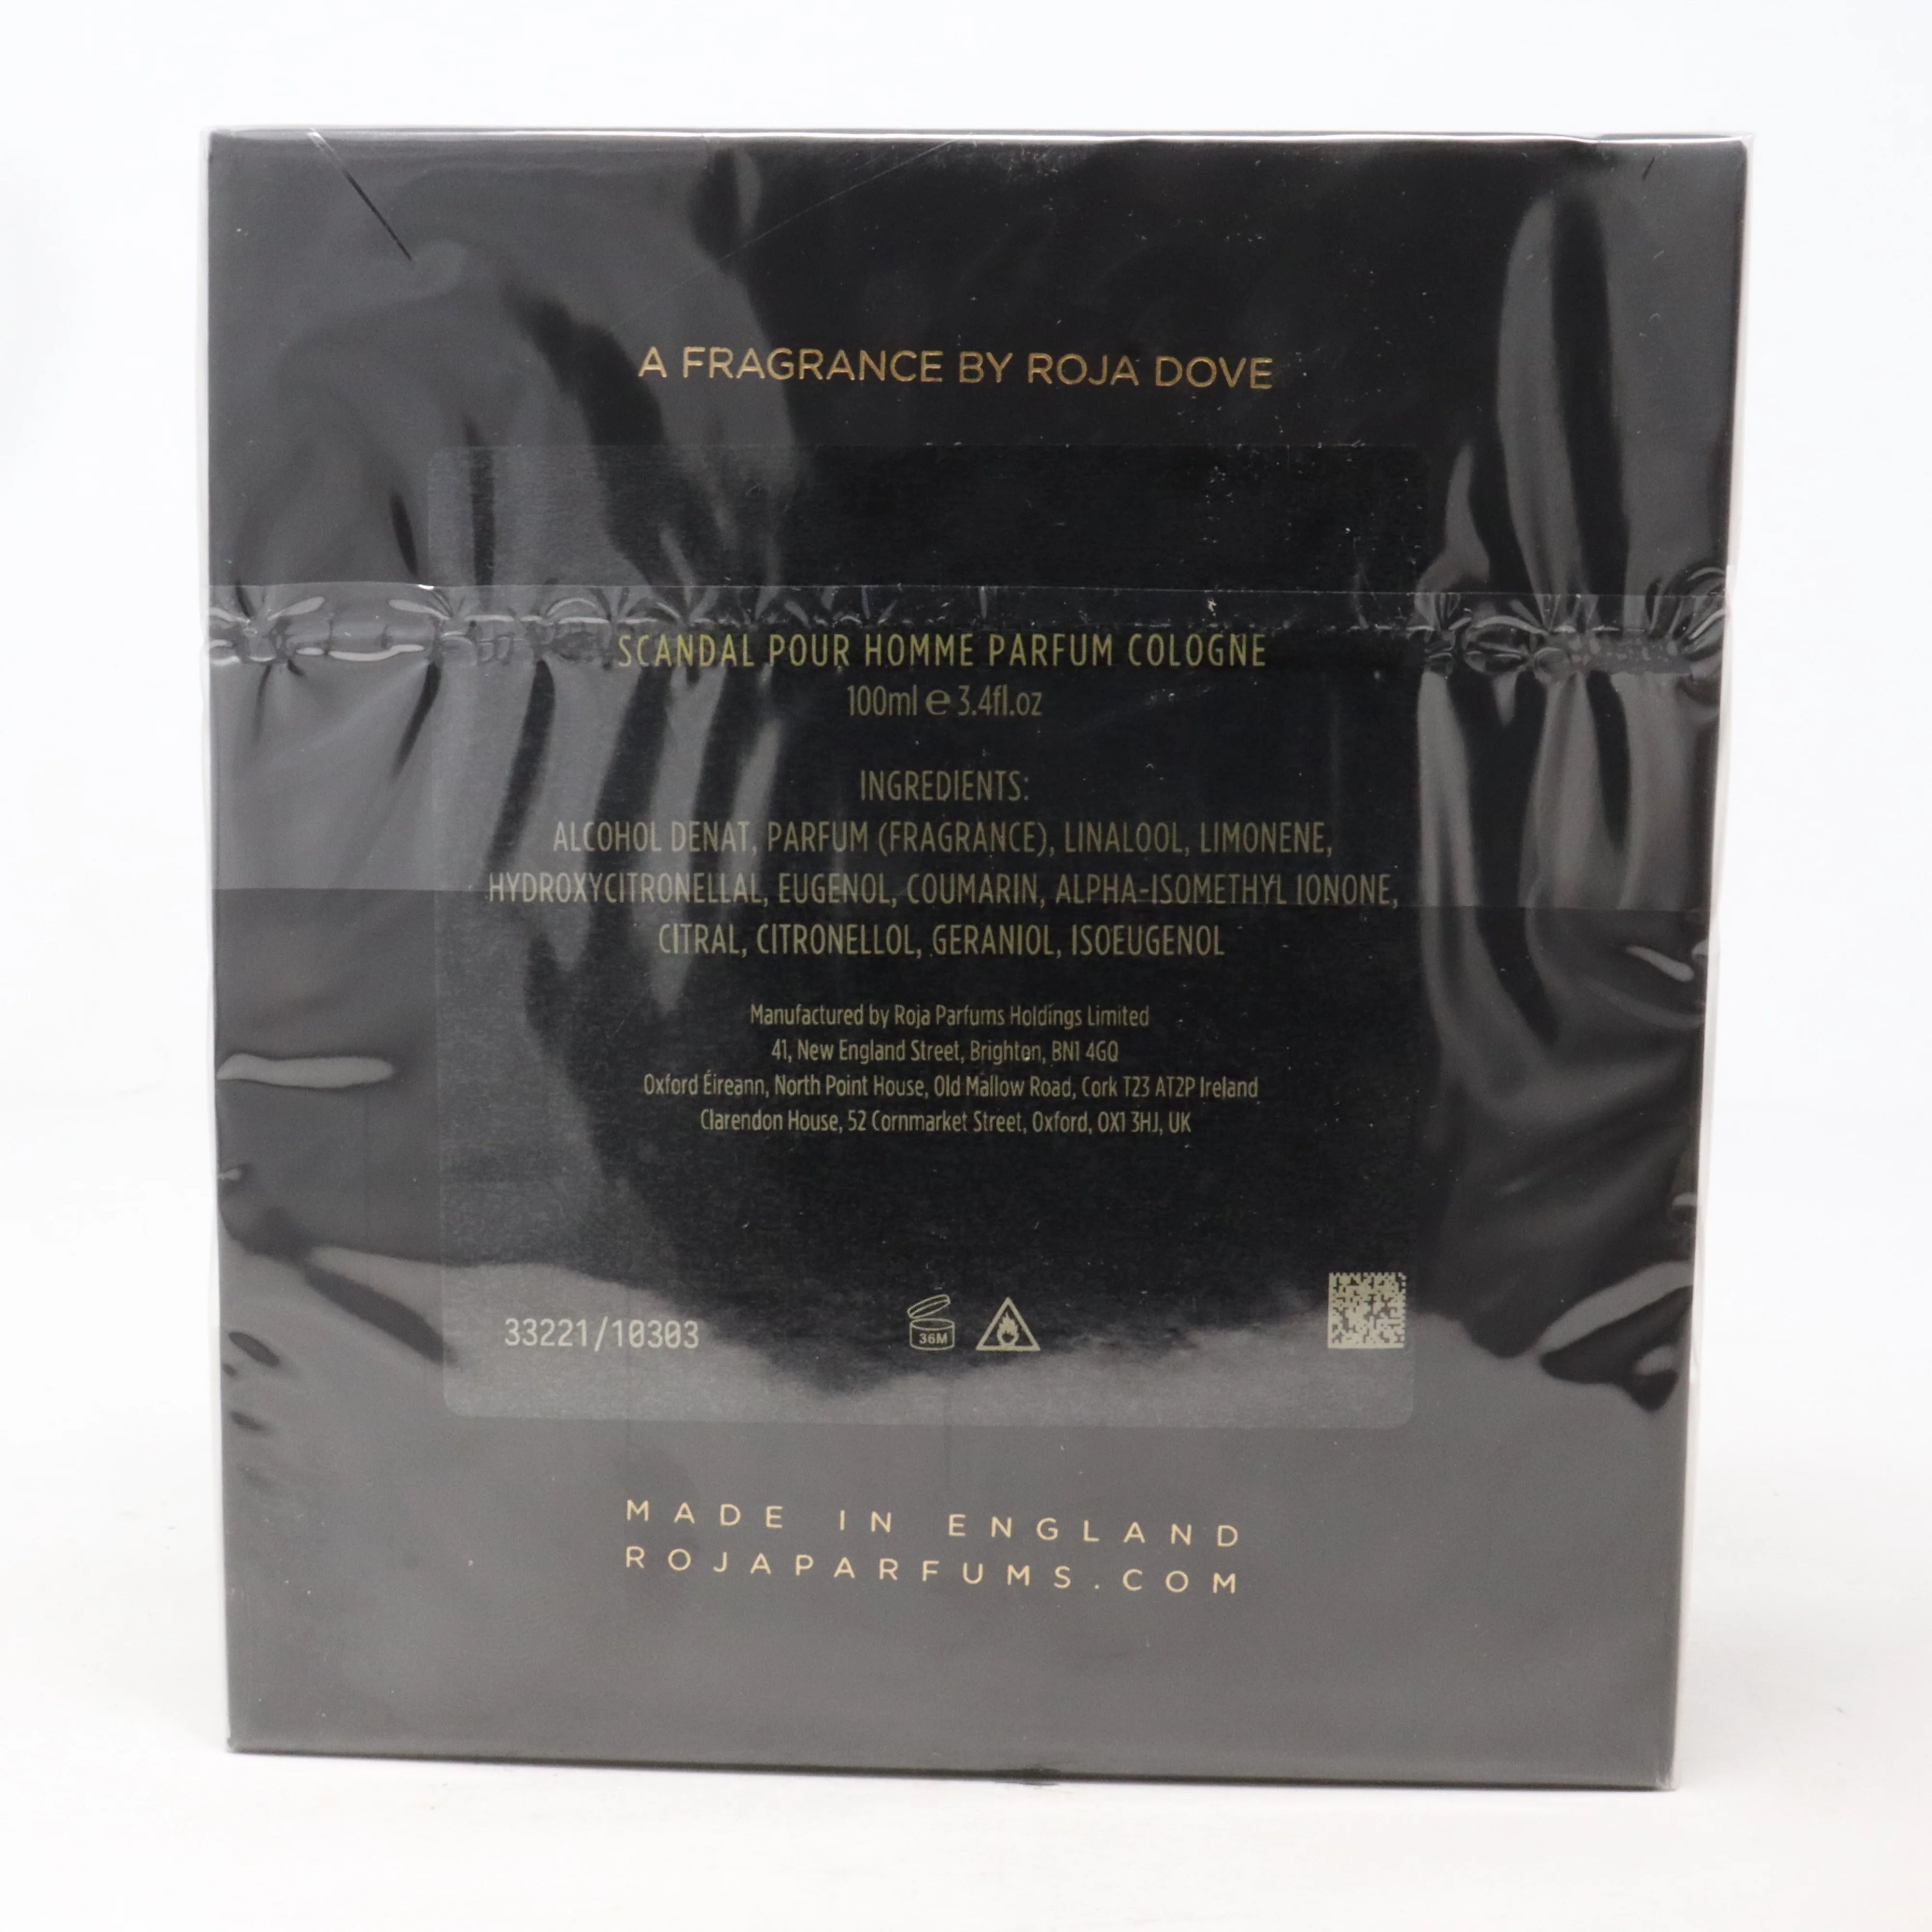 A FRAGRANCE BY ROJA DOVE
SCANDAL POUR HOMME PARFUM COLOGNE
100ml ℮ 3.4fl.oz
INGREDIENTS:
ALCOHOL DENAT, PARFUM (FRAGRANCE), LINALOOL, LIMONENE,
HYDROXYCITRONELLAL, EUGENOL, COUMARIN, ALPHA-ISOMETHYL IONONE,
CITRAL, CITRONELLOL, GERANIOL, ISOEUGENOL
Manufactured by Roja Parfums Holdings Limited
41, New England Street, Brighton, BN1 4GQ
Oxford Éireann, North Point House, Old Mallow Road, Cork T23 AT2P Ireland
Clarendon House, 52 Cornmarket Street, Oxford, OX1 3HJ, UK
33221/10303
36M
MADE IN ENGLAND
ROJAPARFUMS.COM